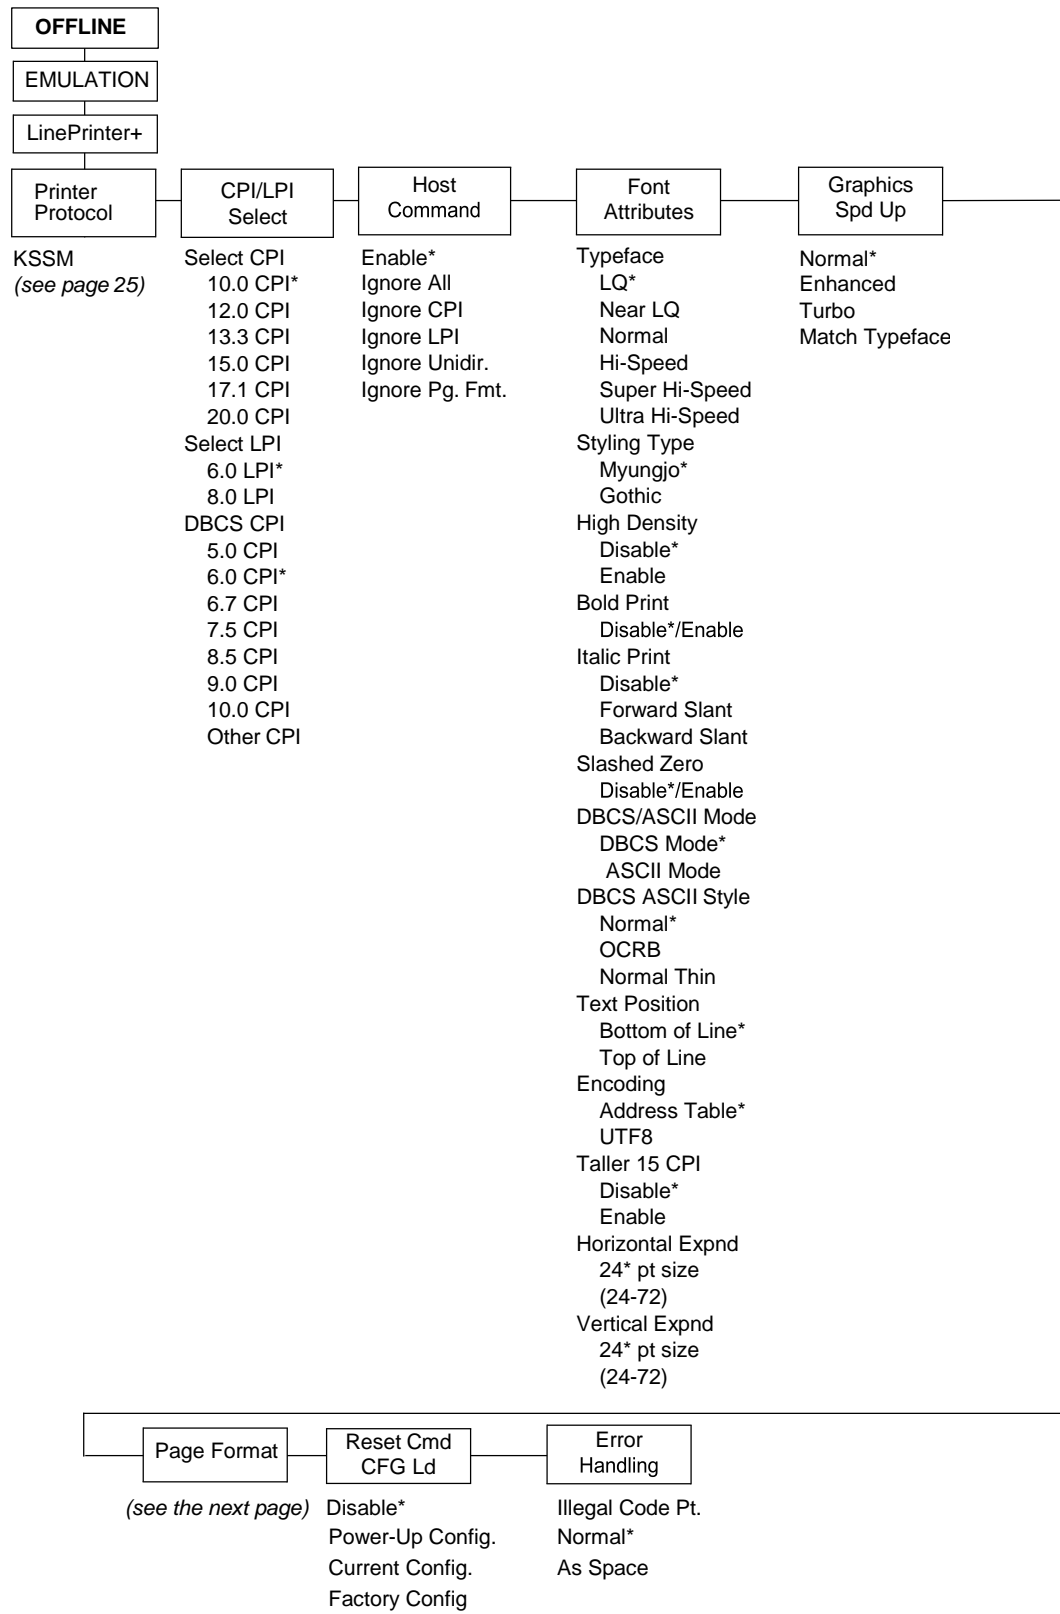 OFFLINE
EMULATION
LinePrinter+
Printer
Protocol
KSSM
(see page 25)
CPI/LPI
Select
Select CPI
10.0 CPI*
12.0 CPI
13.3 CPI
15.0 CPI
17.1 CPI
20.0 CPI
Select LPI
6.0 LPI*
8.0 LPI
DBCS CPI
5.0 CPI
6.0 CPI*
6.7 CPI
7.5 CPI
8.5 CPI
9.0 CPI
10.0 CPI
Other CPI
Host
Command
Enable*
Ignore All
Ignore CPI
Ignore LPI
Ignore Unidir.
Ignore Pg. Fmt.
Font
Attributes
Typeface
LQ*
Near LQ
Normal
Hi-Speed
Super Hi-Speed
Ultra Hi-Speed
Styling Type
Myungjo*
Gothic
High Density
Disable*
Enable
Bold Print
Disable*/Enable
Italic Print
Disable*
Forward Slant
Backward Slant
Slashed Zero
Disable*/Enable
DBCS/ASCII Mode
DBCS Mode*
ASCII Mode
DBCS ASCII Style
Normal*
OCRB
Normal Thin
Text Position
Bottom of Line*
Top of Line
Encoding
Address Table*
UTF8
Taller 15 CPI
Disable*
Enable
Horizontal Expnd
24* pt size
(24-72)
Vertical Expnd
24* pt size
(24-72)
Graphics
Spd Up
Normal*
Enhanced
Turbo
Match Typeface
Page Format
(see the next page)
Reset Cmd
CFG Ld
Disable*
Power-Up Config.
Current Config.
Factory Config
Error
Handling
Illegal Code Pt.
Normal*
As Space